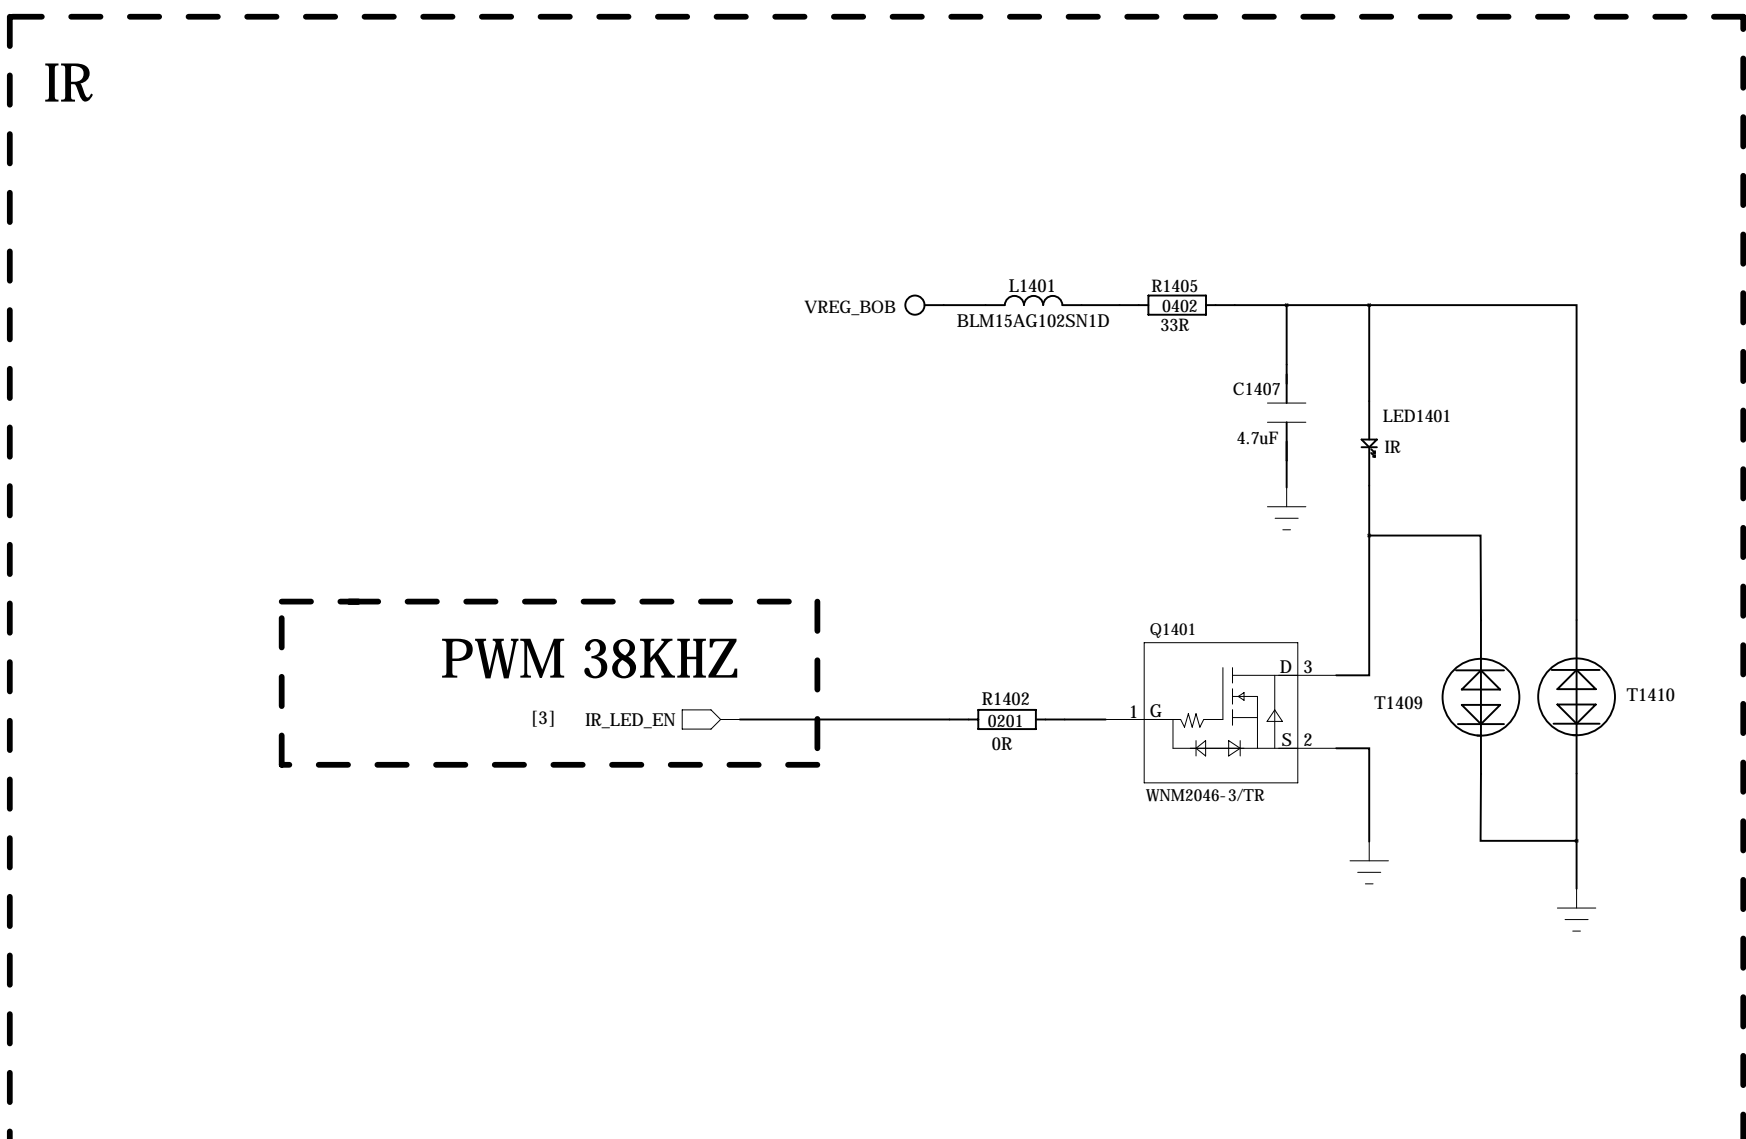 IR
L1401
R1405
VREG_BOB
0402
BLM15AG102SN1D
33R
C1407
LED1401
4.7uF
IR
Q1401
PWM 38KHZ
D 3
R1402
T1409
T1410
[3] IR_LED_EN
0201
1 G
0R
S 2
WNM2046-3/TR